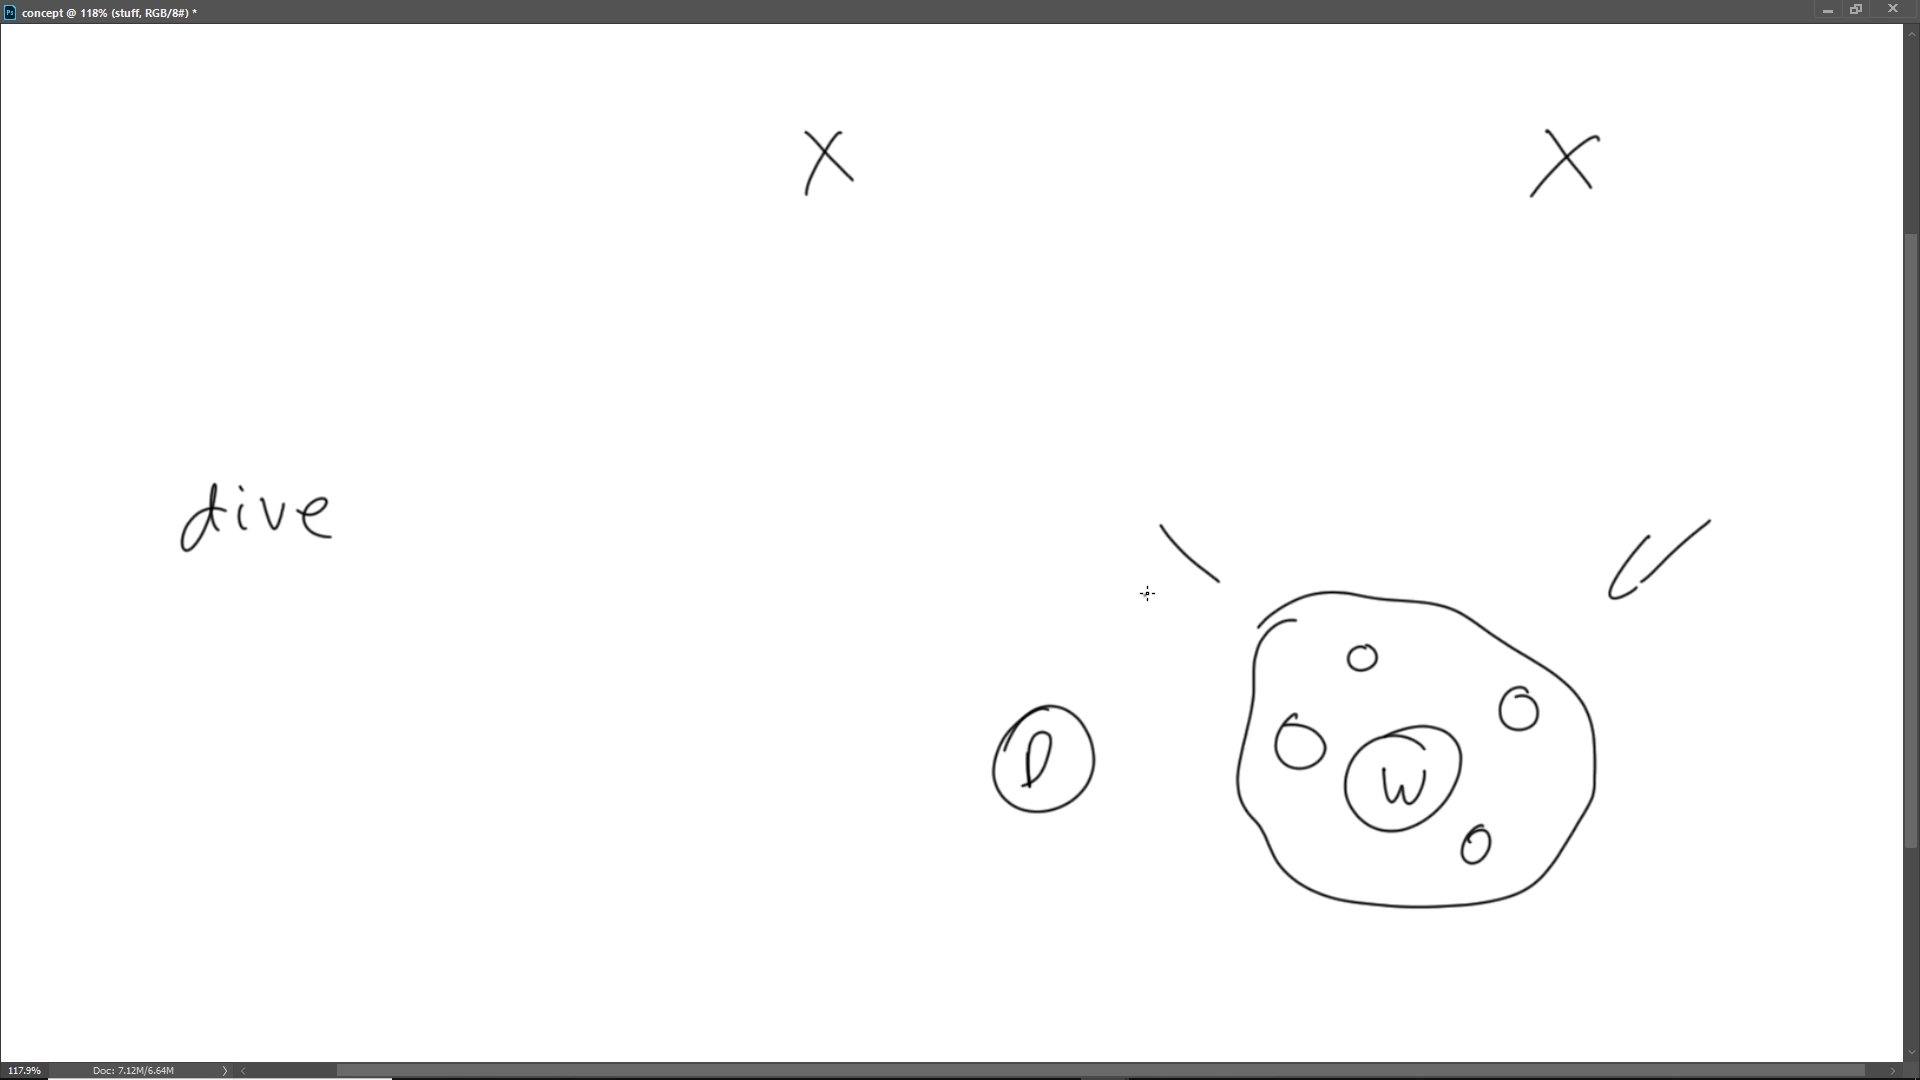 concept @ 118% (stuff, RGB/8#) *
X X
dive
D
W
117.9% Doc: 7.12M/6.64M